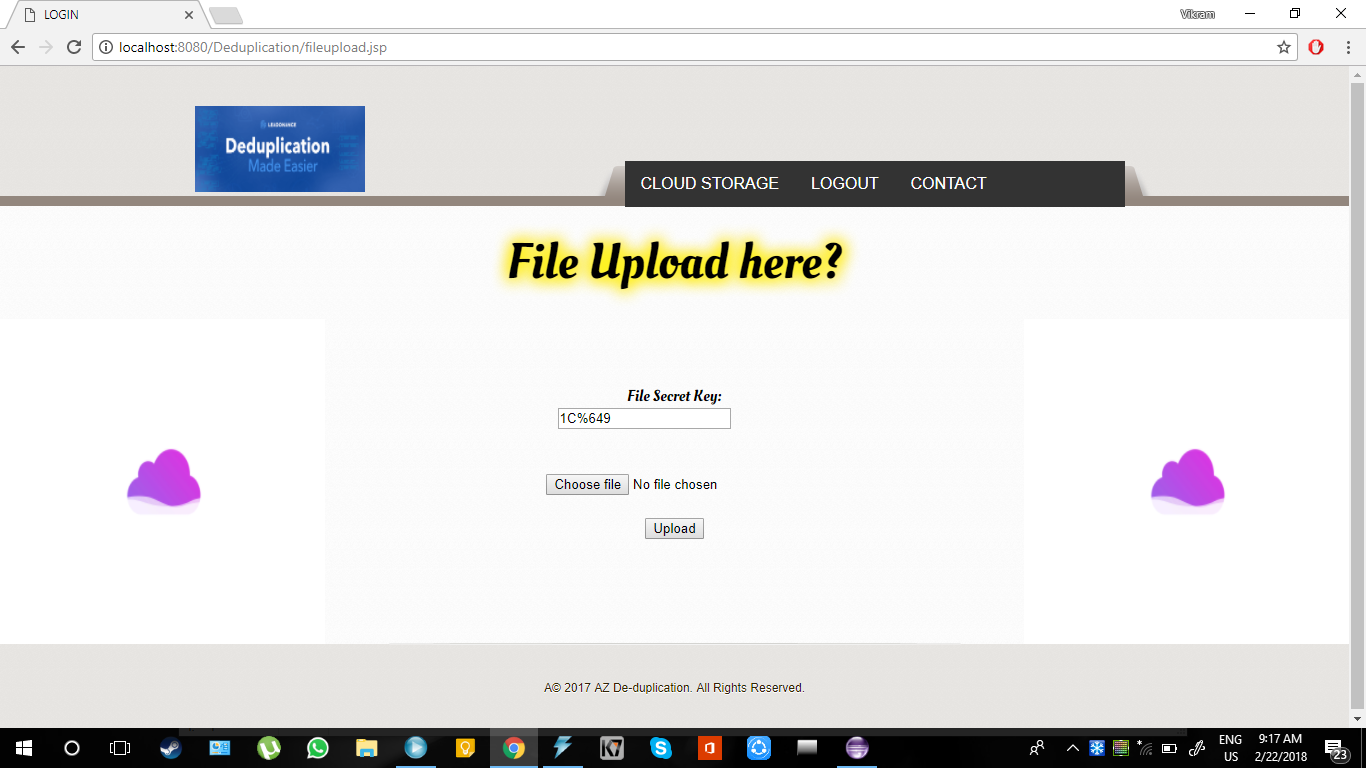 LOGIN
Vikram
localhost:8080/Deduplication/fileupload.jsp
Deduplication
Made Easier
CLOUD STORAGE LOGOUT CONTACT
File Upload here?
File Secret Key:
1C%649
Choose file No file chosen
Upload
A© 2017 AZ De-duplication. All Rights Reserved.
ENG 9:17 AM
US 2/22/2018
23